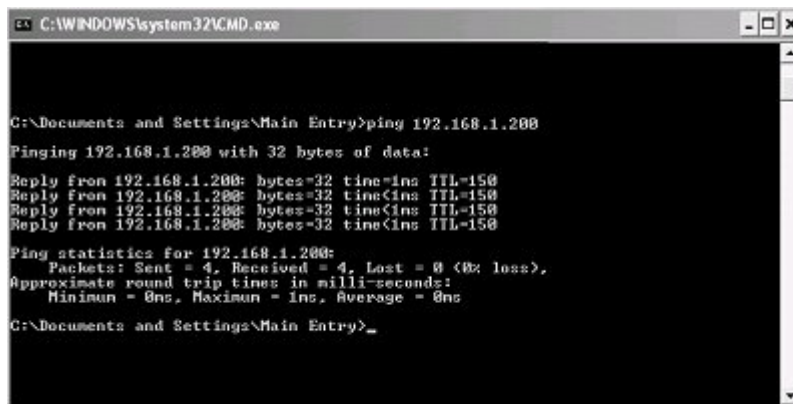 C:\WINDOWS\system32\CMD.exe
C:\Documents and Settings\Main Entry>ping 192.168.1.200
Pinging 192.168.1.200 with 32 bytes of data:
Reply from 192.168.1.200: bytes=32 time=1ms TTL=150
Reply from 192.168.1.200: bytes=32 time<1ms TTL=150
Reply from 192.168.1.200: bytes=32 time<1ms TTL=150
Reply from 192.168.1.200: bytes=32 time<1ms TTL=150
Ping statistics for 192.168.1.200:
Packets: Sent = 4, Received = 4, Lost = 0 (0% loss),
Approximate round trip times in milli-seconds:
Minimum = 0ms, Maximum = 1ms, Average = 0ms
C:\Documents and Settings\Main Entry>_